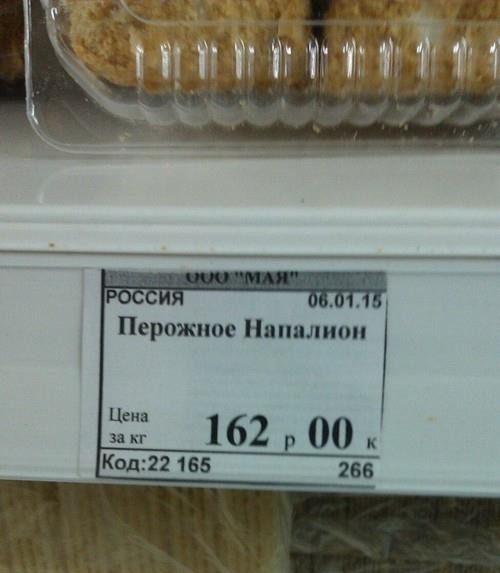 ООО "МАЯ"
РОССИЯ 06.01.15
Перожное Напалион
Цена
за кг 162 р 00 к
Код:22 165 266